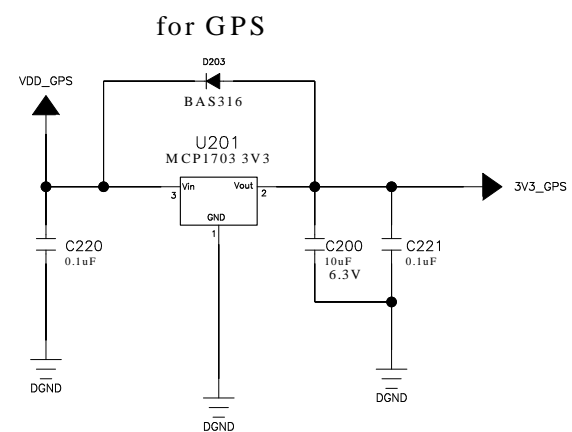 for GPS
D203
VDD_GPS
BAS316
U201
MCP1703 3V3
Vin
Vout
3
2
3V3_GPS
GND
1
C220
0.1uF
C200
10uF
6.3V
C221
0.1uF
DGND
DGND
DGND